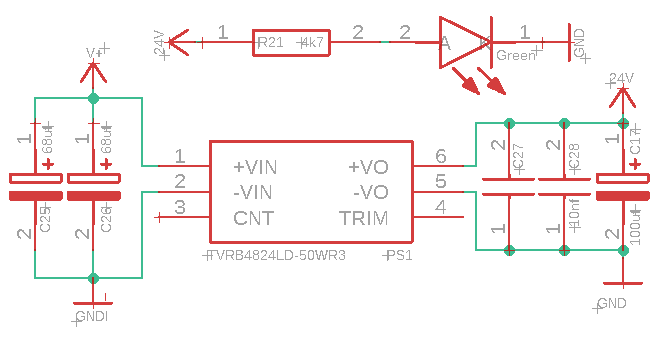 24V 1 R21 4k7 2 2 A 1 Green GND
V+
24V
1 68uf 1 68uf
C25 C26
2 2
GNDI
1 +VIN +VO 6
2 -VIN -VO 5
3 CNT TRIM 4
TVRB4824LD-50WR3 PS1
2 C27 2 C28 1 C17
1 1 10nf 2 100uf
GND